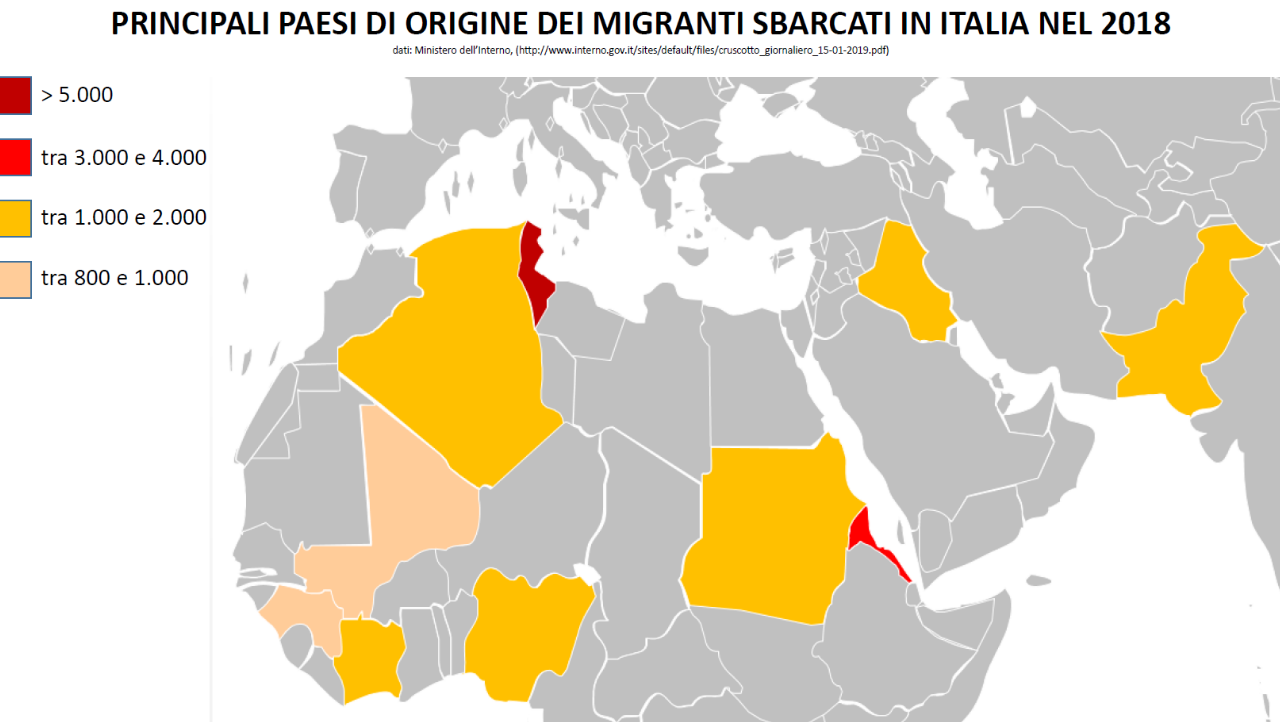 PRINCIPALI PAESI DI ORIGINE DEI MIGRANTI SBARCATI IN ITALIA NEL 2018
dati: Ministero dell'Interno, (http://www.interno.gov.it/sites/default/files/cruscotto_giornaliero_15-01-2019.pdf)
> 5.000
tra 3.000 e 4.000
tra 1.000 e 2.000
tra 800 e 1.000